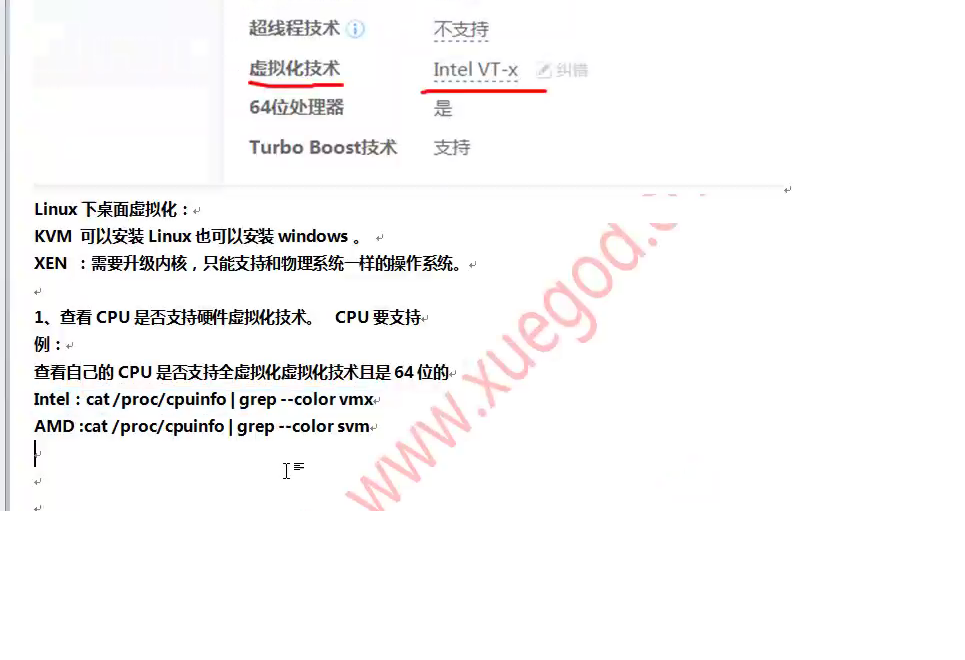 超线程技术 不支持
虚拟化技术 Intel VT-x 纠错
64位处理器 是
Turbo Boost技术 支持
Linux 下桌面虚拟化：
KVM 可以安装 Linux 也可以安装 windows 。
XEN ：需要升级内核，只能支持和物理系统一样的操作系统。
1、查看 CPU 是否支持硬件虚拟化技术。 CPU 要支持
例：
查看自己的 CPU 是否支持全虚拟化虚拟化技术且是 64 位的
Intel：cat /proc/cpuinfo | grep --color vmx
AMD :cat /proc/cpuinfo | grep --color svm
www.xuegod.c